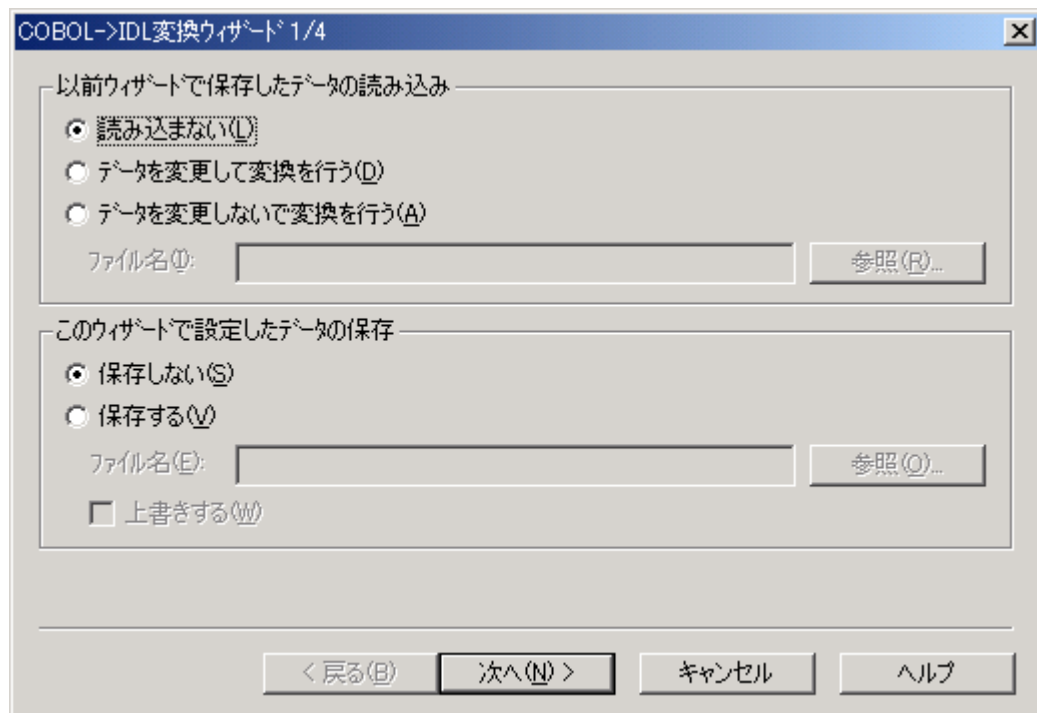 COBOL->IDL変換ウィザード 1/4
以前ウィザードで保存したデータの読み込み
読み込まない(L)
データを変更して変換を行う(D)
データを変更しないで変換を行う(A)
ファイル名(I): 参照(R)...
このウィザードで設定したデータの保存
保存しない(S)
保存する(V)
ファイル名(E): 参照(O)...
上書きする(W)
< 戻る(B) 次へ(N) > キャンセル ヘルプ